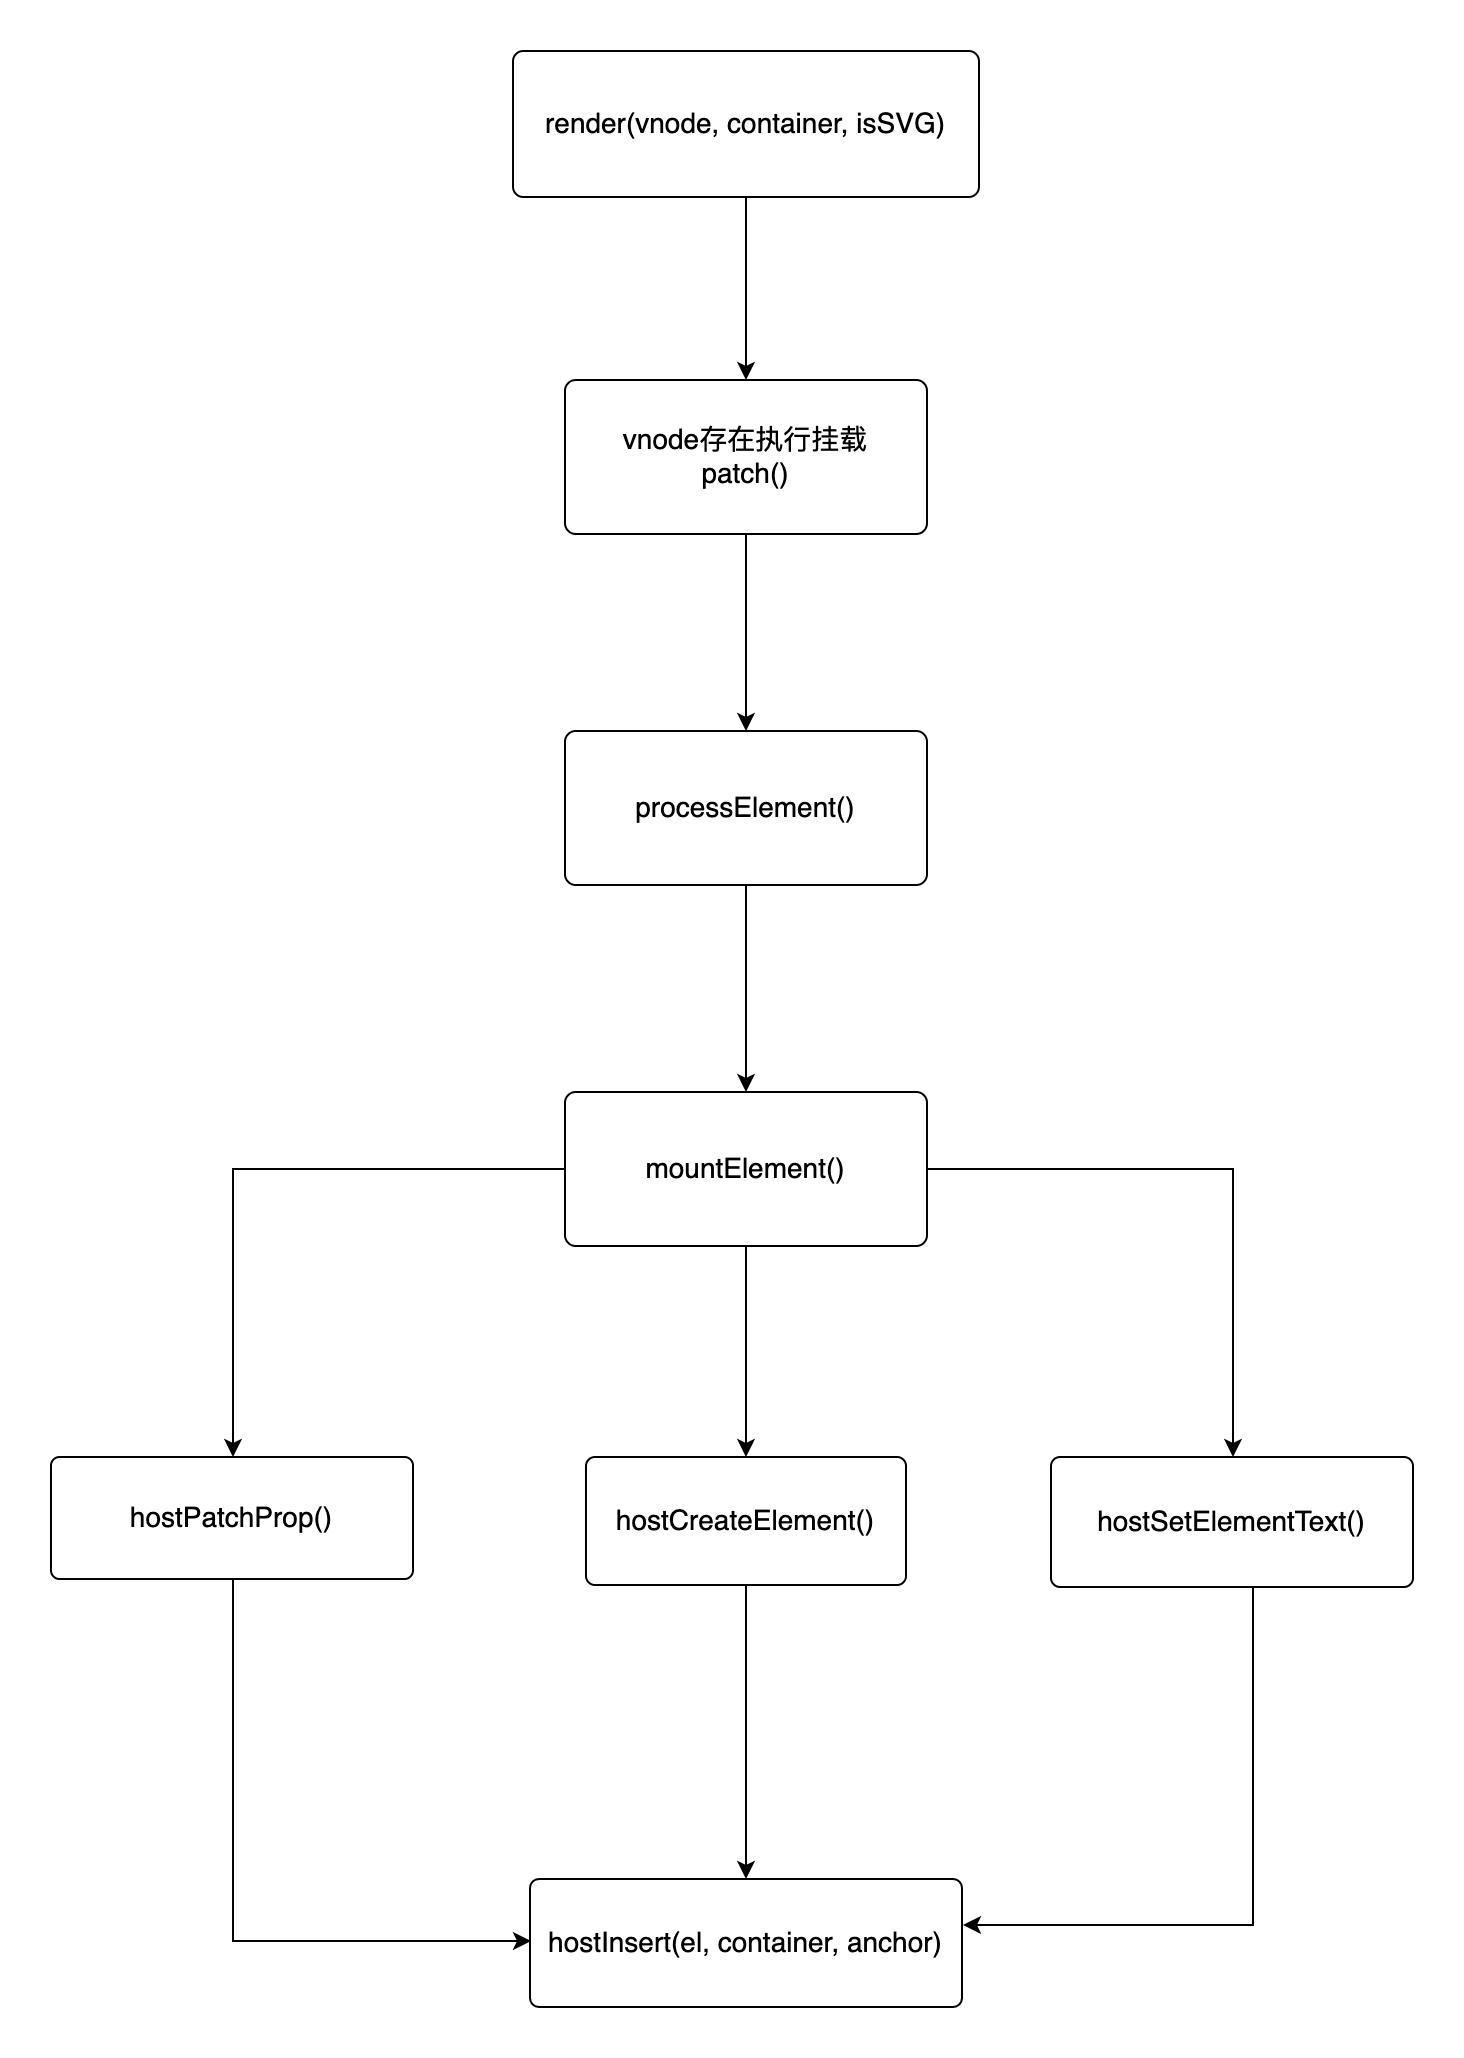 render(vnode, container, isSVG)
vnode存在执行挂载
patch()
processElement()
mountElement()
hostPatchProp()
hostCreateElement()
hostSetElementText()
hostInsert(el, container, anchor)